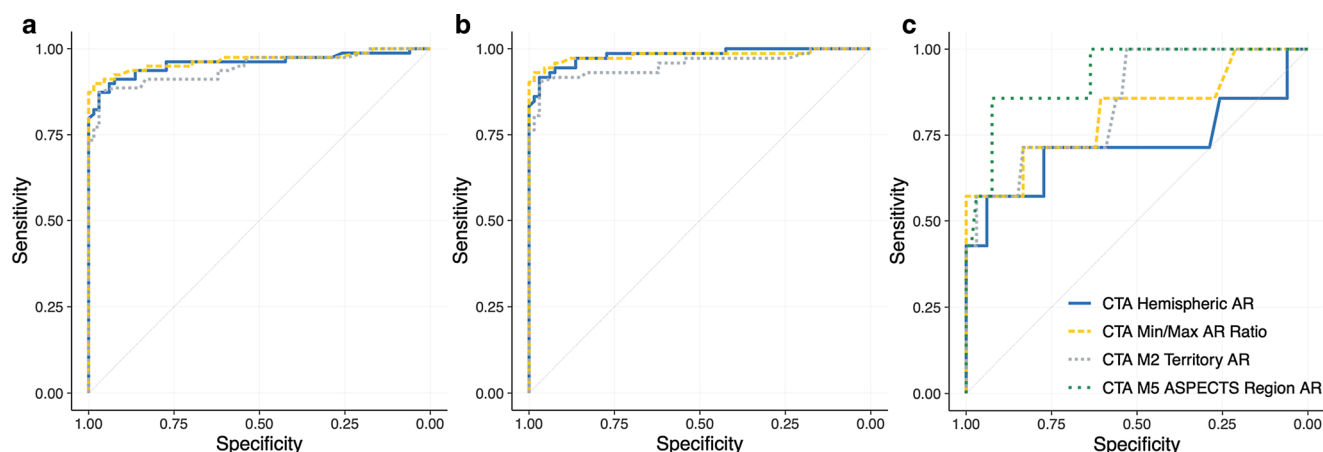 a
1.00
0.75
0.50
0.25
0.00
Sensitivity
1.00 0.75 0.50 0.25 0.00
Specificity
b
1.00
0.75
0.50
0.25
0.00
Sensitivity
1.00 0.75 0.50 0.25 0.00
Specificity
c
1.00
0.75
0.50
0.25
0.00
Sensitivity
CTA Hemispheric AR
CTA Min/Max AR Ratio
CTA M2 Territory AR
CTA M5 ASPECTS Region AR
1.00 0.75 0.50 0.25 0.00
Specificity